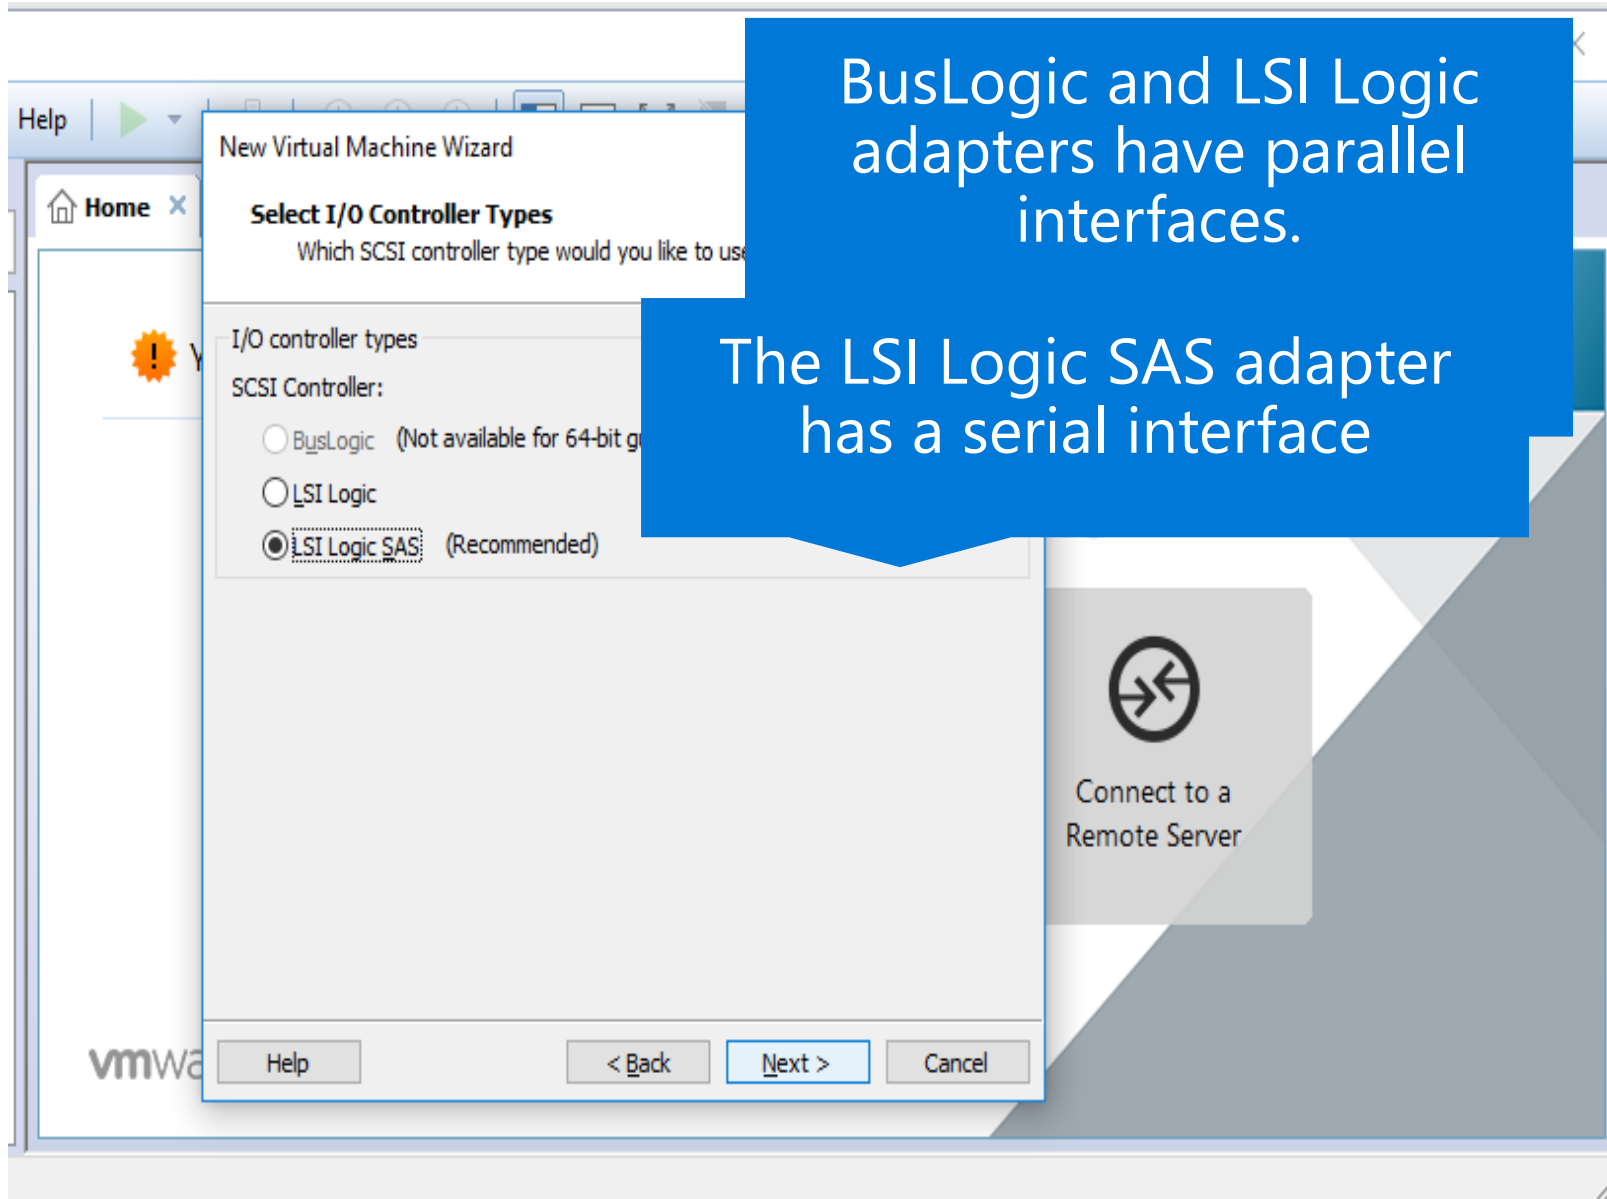 BusLogic and LSI Logic
adapters have parallel
interfaces.
Help
New Virtual Machine Wizard
Home
Select I/O Controller Types
Which SCSI controller type would you like to use
The LSI Logic SAS adapter
has a serial interface
I/O controller types
SCSI Controller:
BusLogic (Not available for 64-bit
LSI Logic
LSI Logic SAS (Recommended)
Connect to a
Remote Server
vmwa
Help < Back Next > Cancel